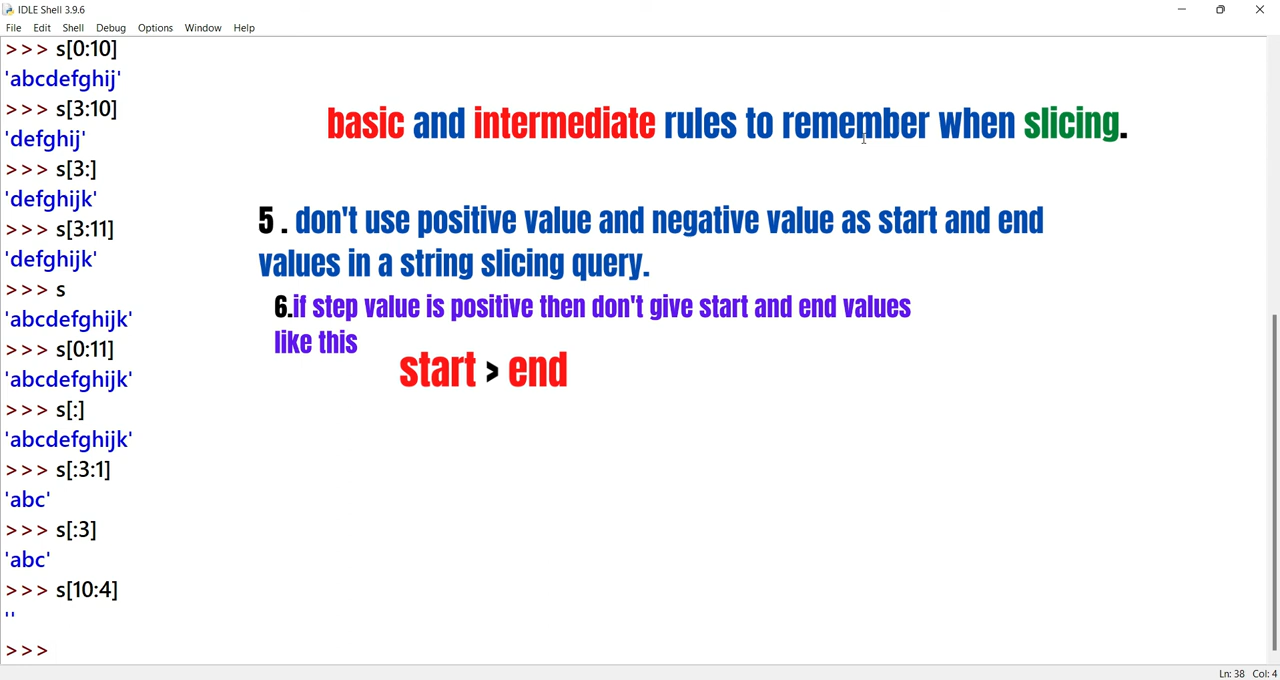 IDLE Shell 3.9.6
File Edit Shell Debug Options Window Help
>>> s[0:10]
'abcdefghij'
>>> s[3:10]
'defghij'
>>> s[3:]
'defghijk'
>>> s[3:11]
'defghijk'
>>> s
'abcdefghijk'
>>> s[0:11]
'abcdefghijk'
>>> s[:]
'abcdefghijk'
>>> s[:3:1]
'abc'
>>> s[:3]
'abc'
>>> s[10:4]
''
>>>
basic and intermediate rules to remember when slicing.
5 . don't use positive value and negative value as start and end
values in a string slicing query.
6.if step value is positive then don't give start and end values
like this
start > end
Ln: 38 Col: 4